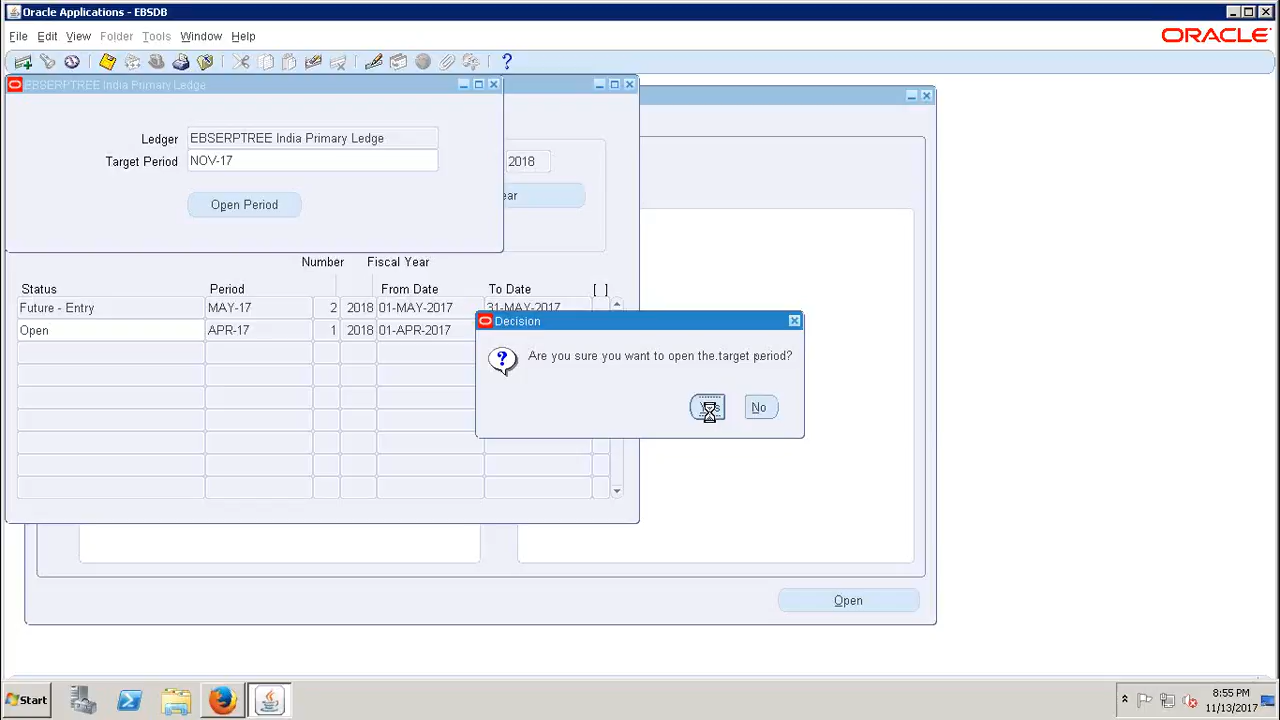 Oracle Applications - EBSDB
File Edit View Folder Tools Window Help
ORACLE
EBSERPTREE India Primary Ledge
Ledger EBSERPTREE India Primary Ledge
Target Period NOV-17
2018
ear
Open Period
Number Fiscal Year
Status Period From Date To Date [ ]
Future - Entry MAY-17 2 2018 01-MAY-2017 31-MAY-2017
Open APR-17 1 2018 01-APR-2017
Decision
Are you sure you want to open the target period?
Yes No
Open
Start
8:55 PM
11/13/2017